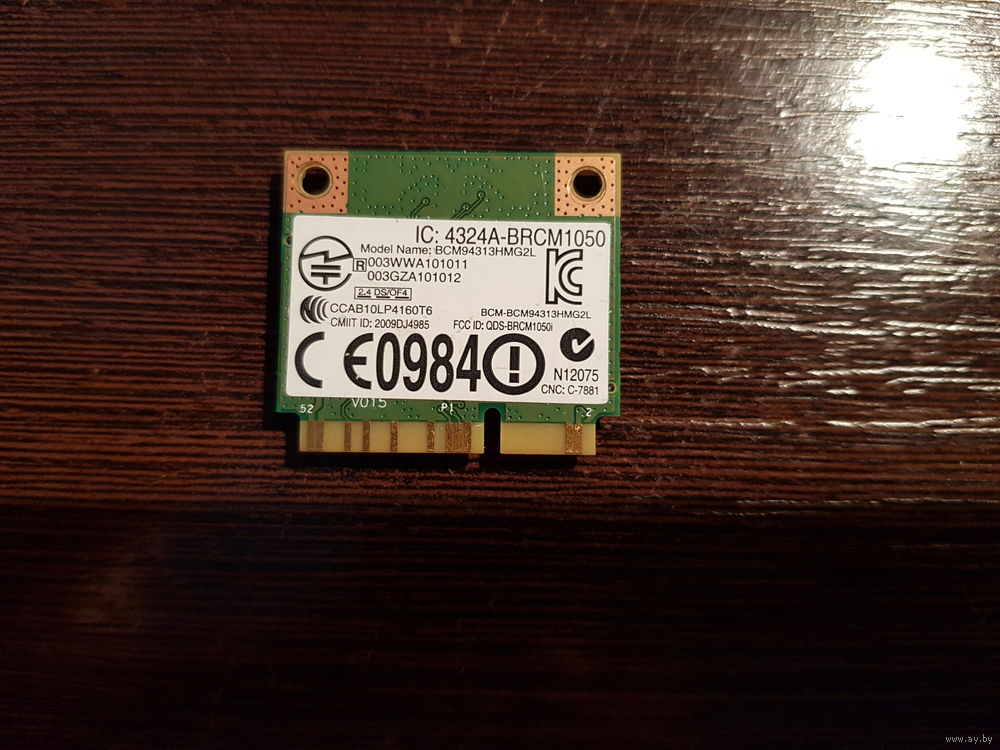 IC: 4324A-BRCM1050
Model Name: BCM94313HMG2L
R 003WWA101011
003GZA101012
2.4 DS/OF4
CCAB10LP4160T6
BCM-BCM94313HMG2L
CMIIT ID: 2009DJ4985 FCC ID: QDS-BRCM1050i
CE0984
N12075
CNC: C-7881
52 V015 P1 2
www.ay.by